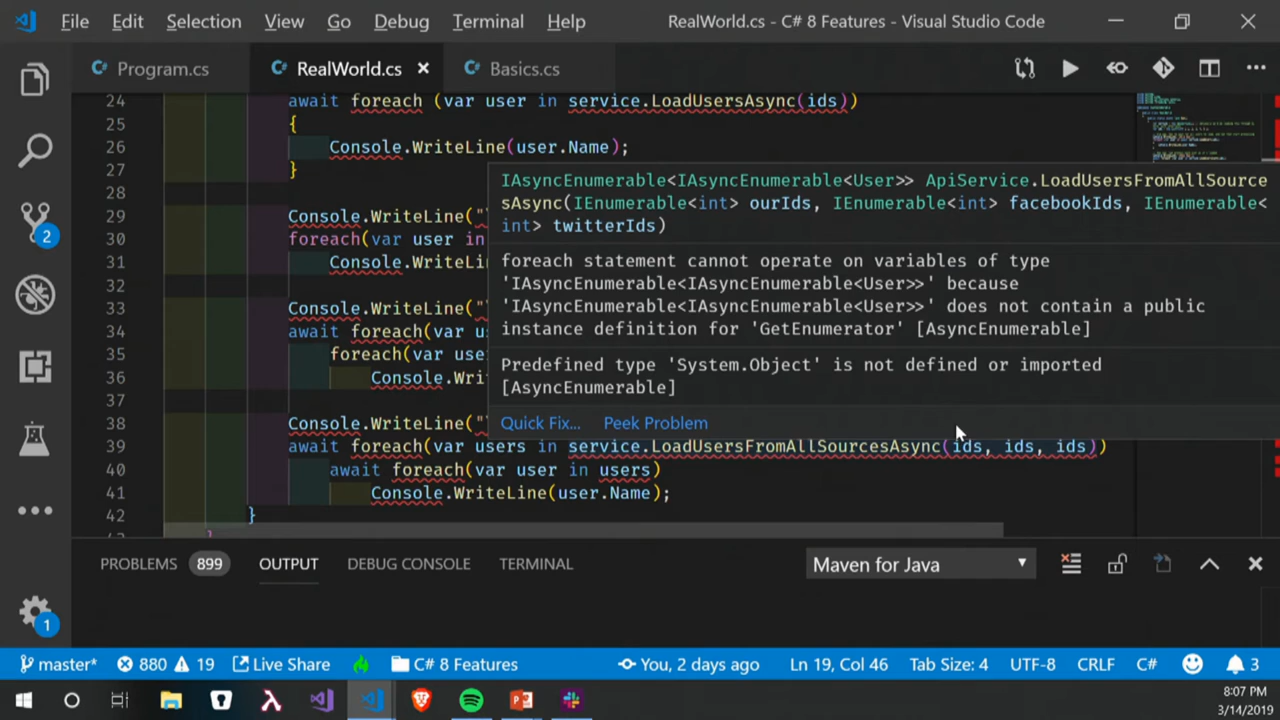 File Edit Selection View Go Debug Terminal Help RealWorld.cs - C# 8 Features - Visual Studio Code
C# Program.cs C# RealWorld.cs C# Basics.cs
24 await foreach (var user in service.LoadUsersAsync(ids))
25 {
26 Console.WriteLine(user.Name);
27 }
28
29 Console.WriteLine("
30 foreach(var user in
31 Console.WriteL
32
33 Console.WriteLine("
34 await foreach(var
35 foreach(var use
36 Console.Wri
37
38 Console.WriteLine("
39 await foreach(var users in service.LoadUsersFromAllSourcesAsync(ids, ids, ids))
40 await foreach(var user in users)
41 Console.WriteLine(user.Name);
42 }
IAsyncEnumerable<IAsyncEnumerable<User>> ApiService.LoadUsersFromAllSource
sAsync(IEnumerable<int> ourIds, IEnumerable<int> facebookIds, IEnumerable<
int> twitterIds)
foreach statement cannot operate on variables of type
'IAsyncEnumerable<IAsyncEnumerable<User>>' because
'IAsyncEnumerable<IAsyncEnumerable<User>>' does not contain a public
instance definition for 'GetEnumerator' [AsyncEnumerable]
Predefined type 'System.Object' is not defined or imported
[AsyncEnumerable]
Quick Fix... Peek Problem
PROBLEMS 899 OUTPUT DEBUG CONSOLE TERMINAL Maven for Java
2
1
master* 880 19 Live Share C# 8 Features You, 2 days ago Ln 19, Col 46 Tab Size: 4 UTF-8 CRLF C# 3
8:07 PM
3/14/2019